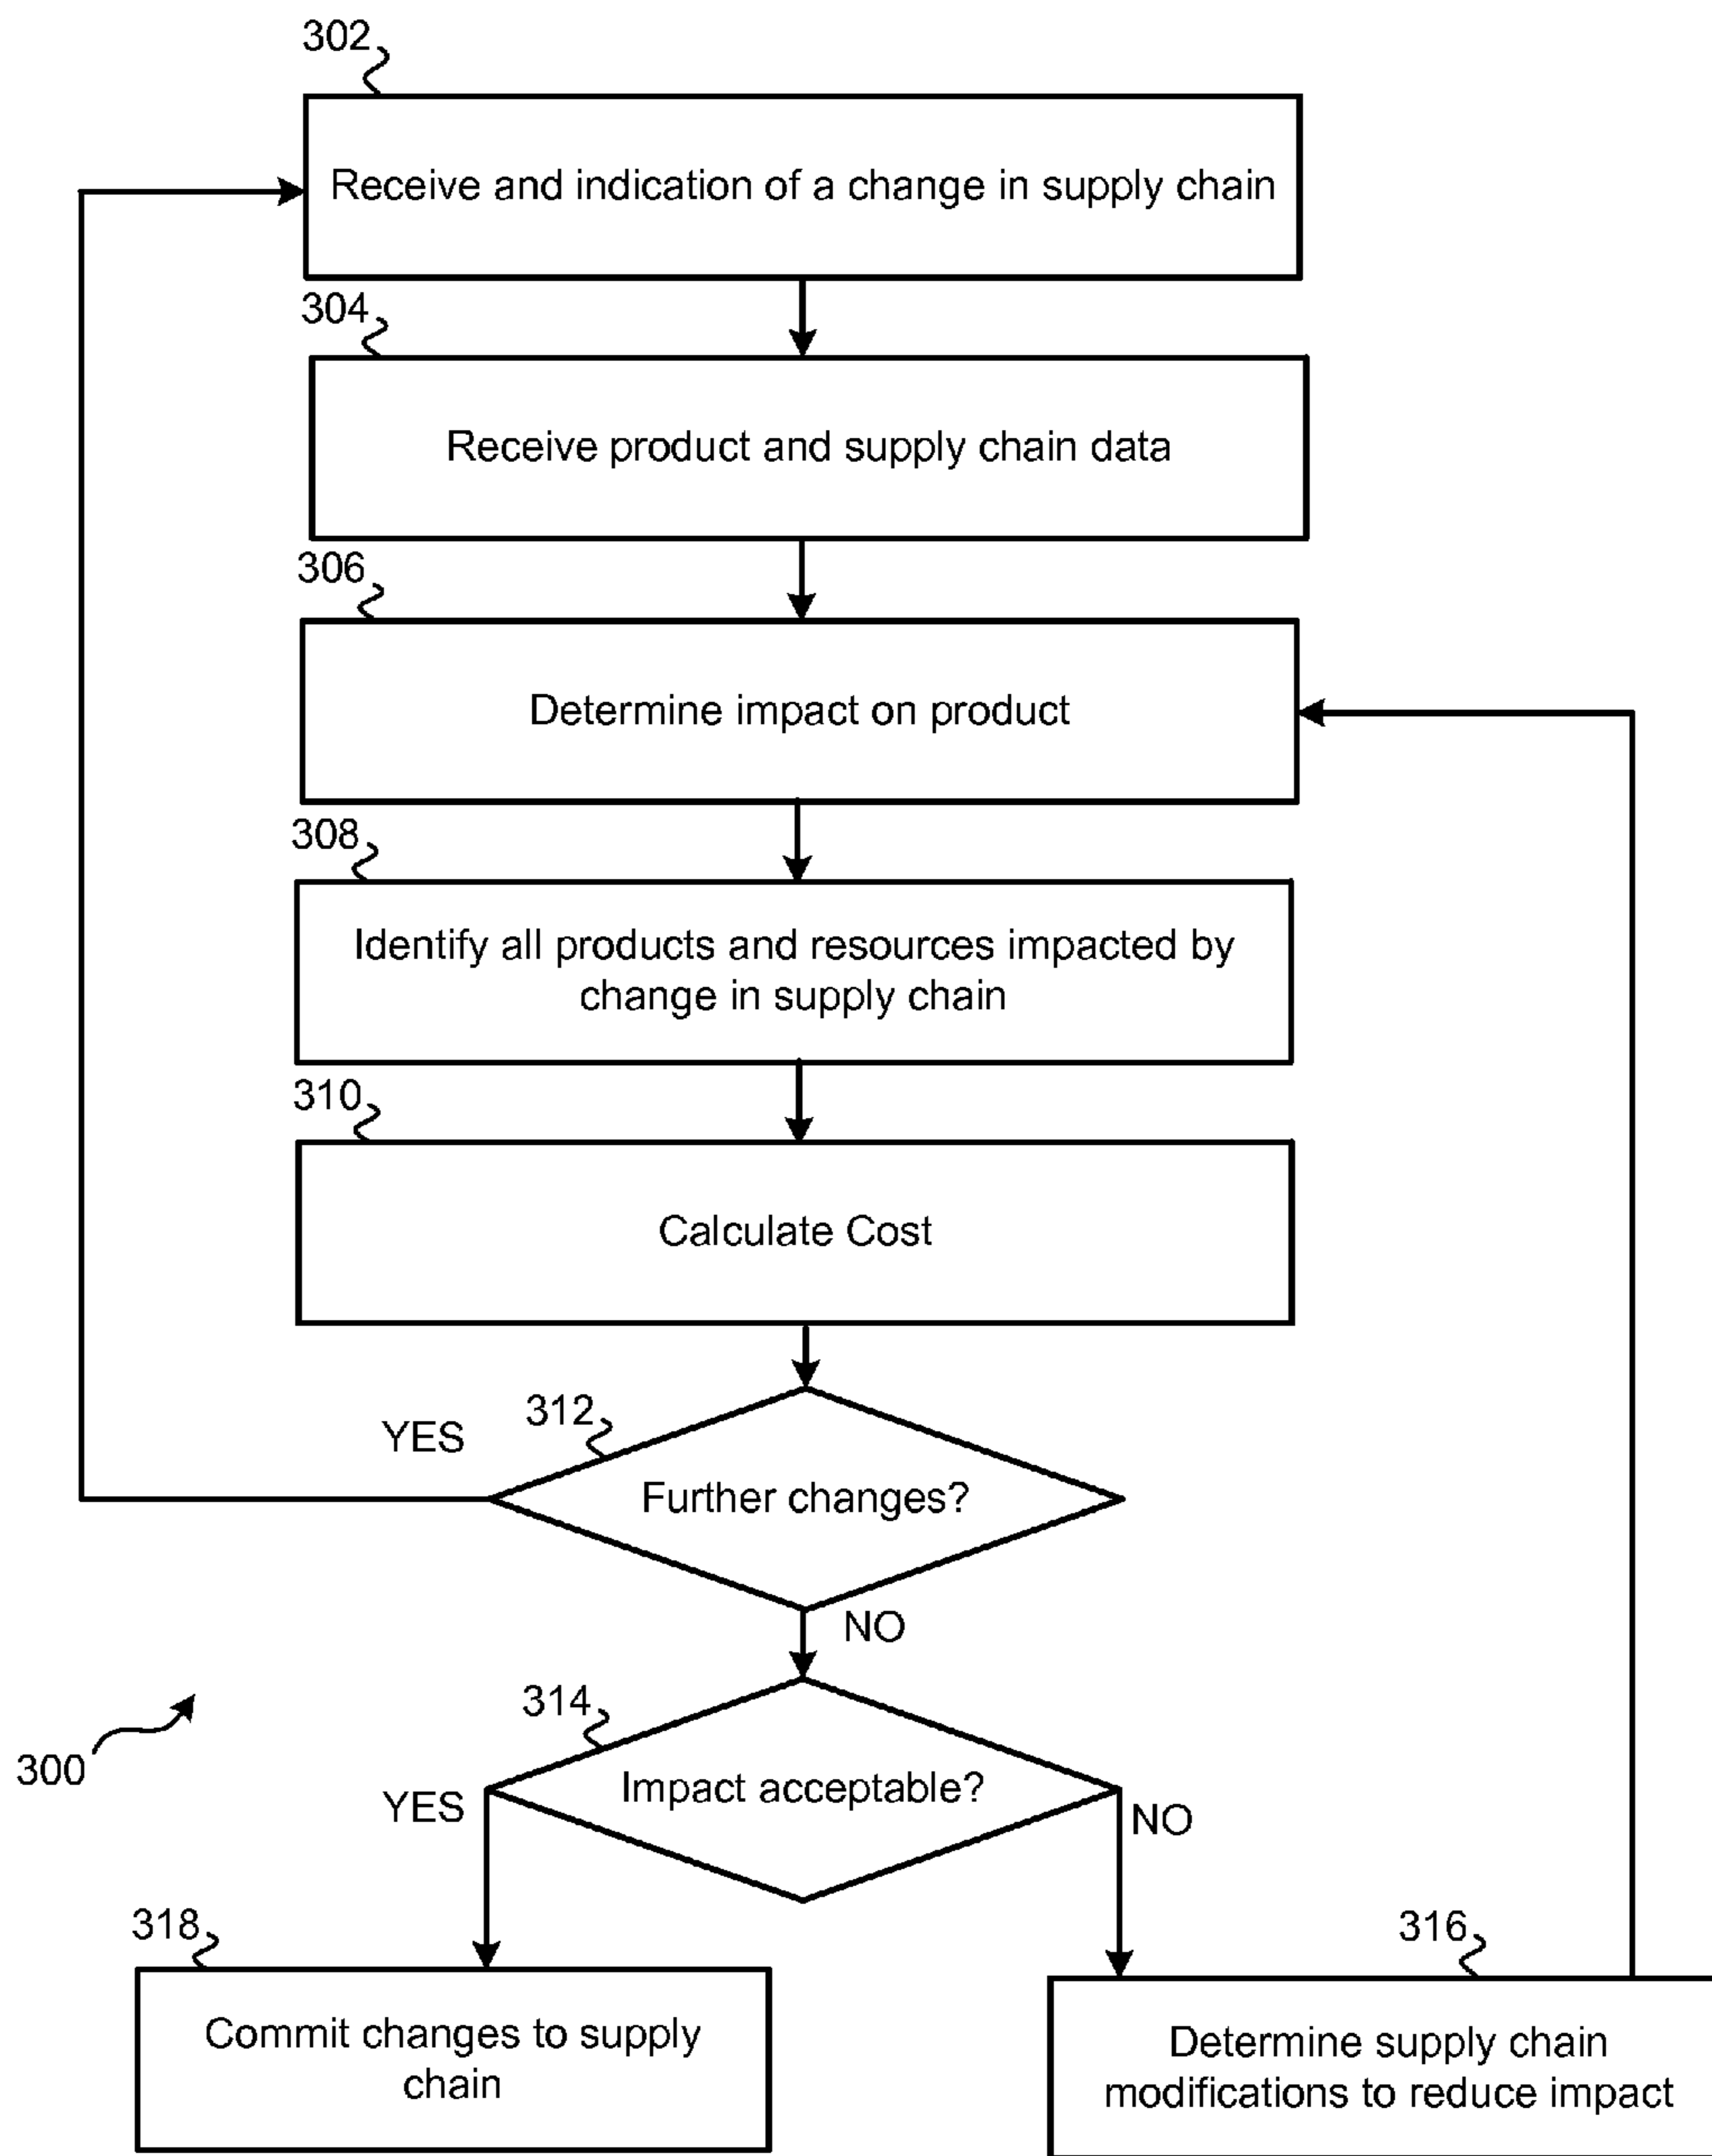 302
Receive and indication of a change in supply chain
304
Receive product and supply chain data
306
Determine impact on product
308
Identify all products and resources impacted by
change in supply chain
310
Calculate Cost
312
YES
Further changes?
NO
314
300
Impact acceptable?
YES
NO
318
316
Commit changes to supply
chain
Determine supply chain
modifications to reduce impact